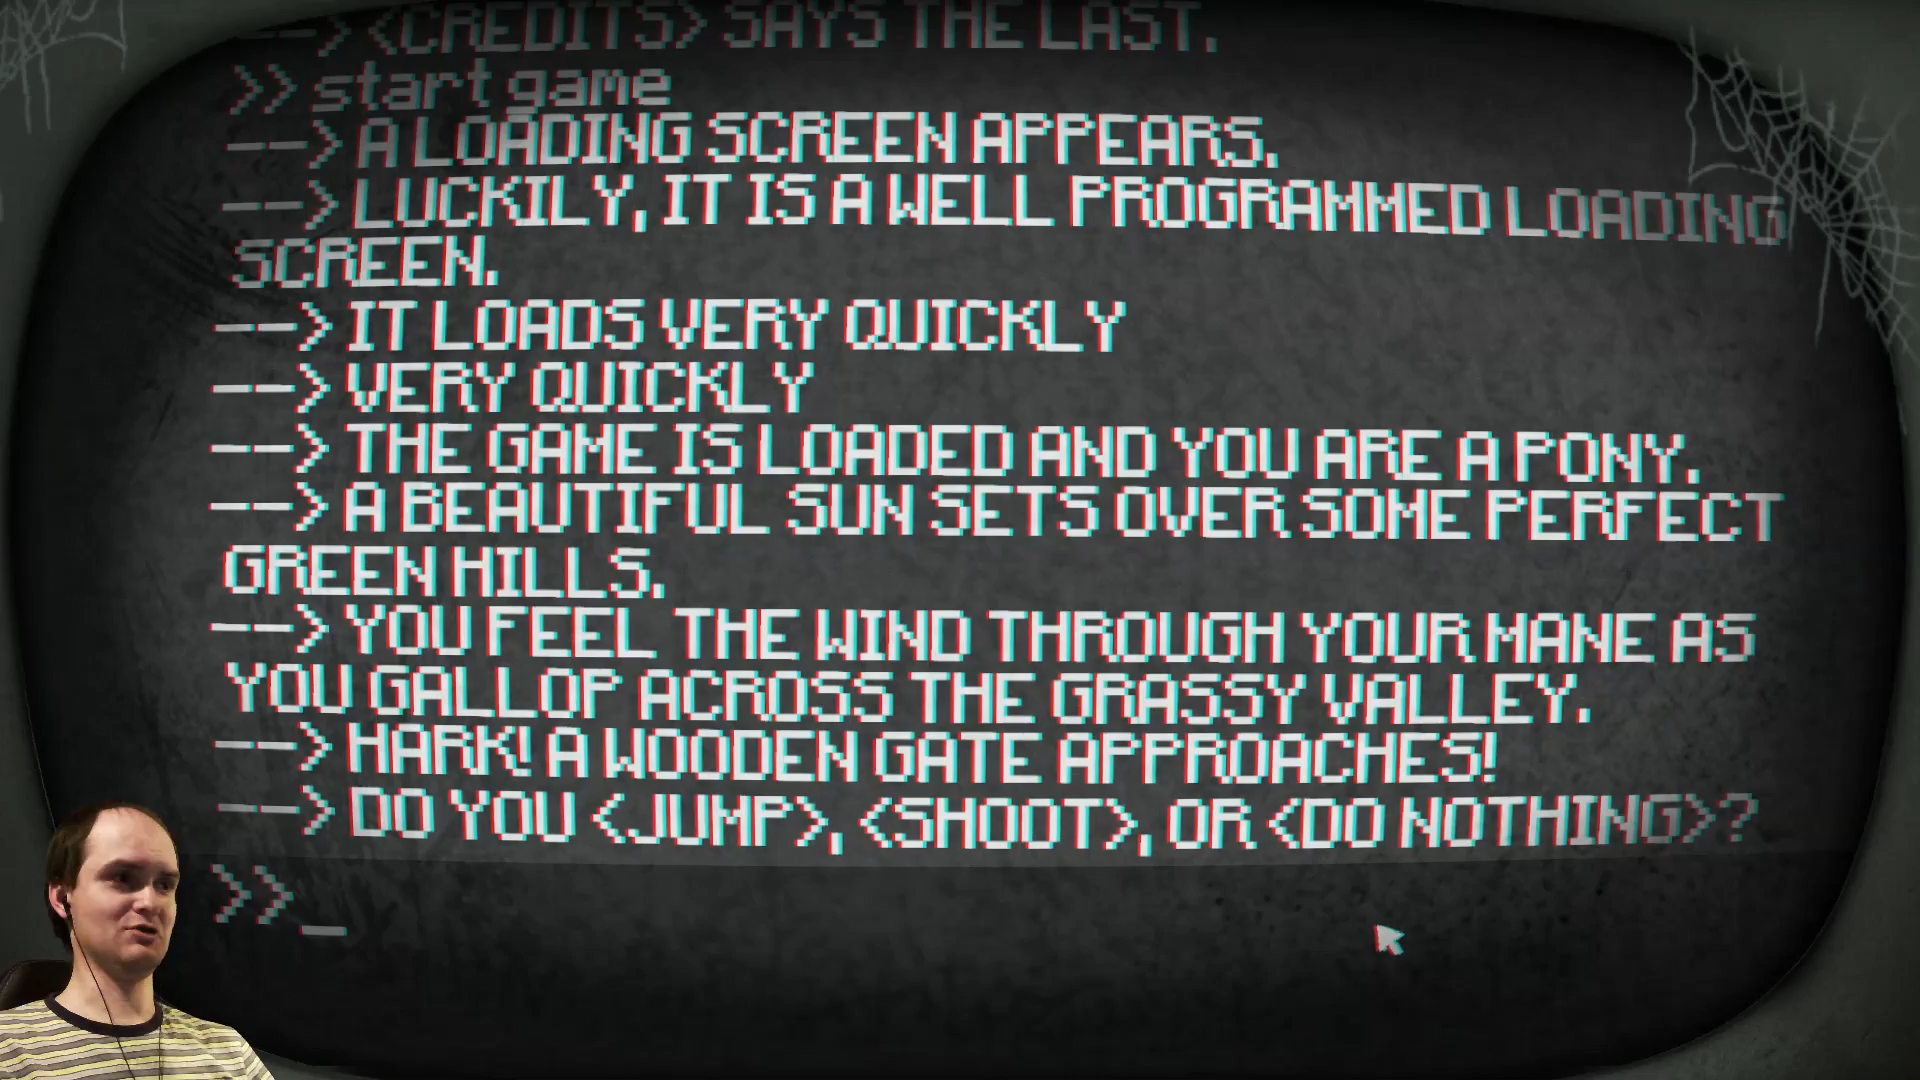 --> <CREDITS> SAYS THE LAST.
>> start game
--> A LOADING SCREEN APPEARS.
--> LUCKILY, IT IS A WELL PROGRAMMED LOADING
SCREEN.
--> IT LOADS VERY QUICKLY
--> VERY QUICKLY
--> THE GAME IS LOADED AND YOU ARE A PONY.
--> A BEAUTIFUL SUN SETS OVER SOME PERFECT
GREEN HILLS.
--> YOU FEEL THE WIND THROUGH YOUR MANE AS
YOU GALLOP ACROSS THE GRASSY VALLEY.
--> HARK! A WOODEN GATE APPROACHES!
--> DO YOU <JUMP>, <SHOOT>, OR <DO NOTHING>?
>>_